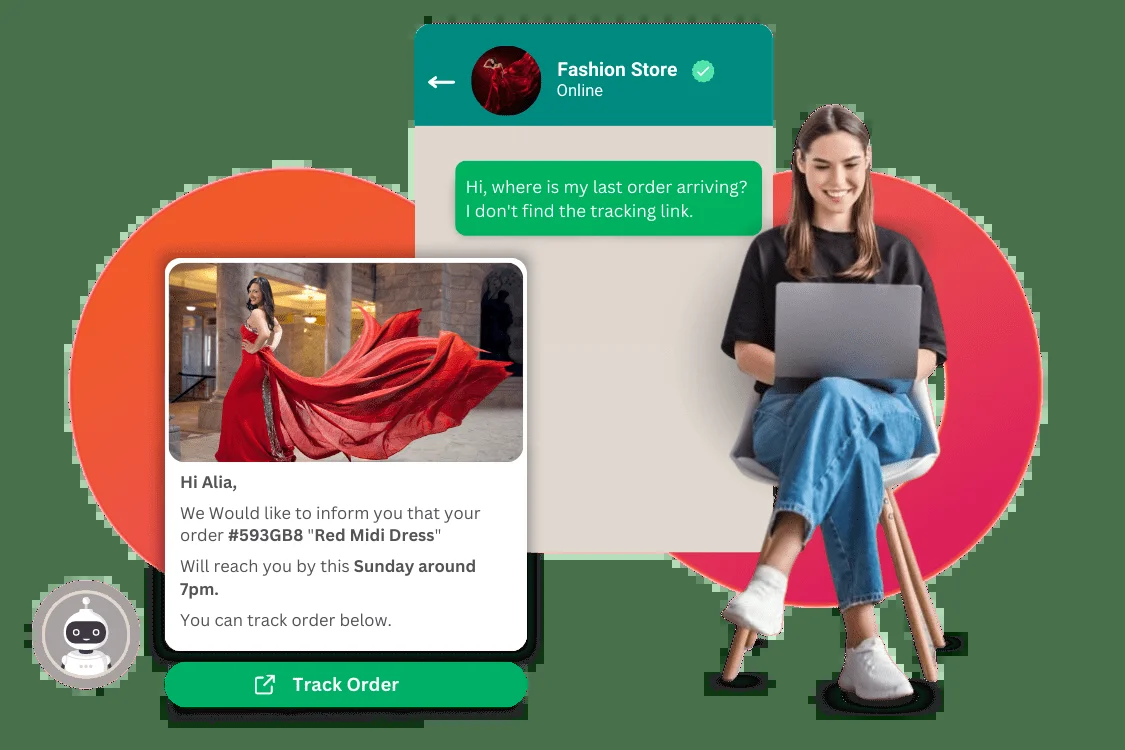 Fashion Store
Online
Hi, where is my last order arriving?
I don't find the tracking link.
Hi Alia,
We Would like to inform you that your
order #593GB8 "Red Midi Dress"
Will reach you by this Sunday around
7pm.
You can track order below.
Track Order